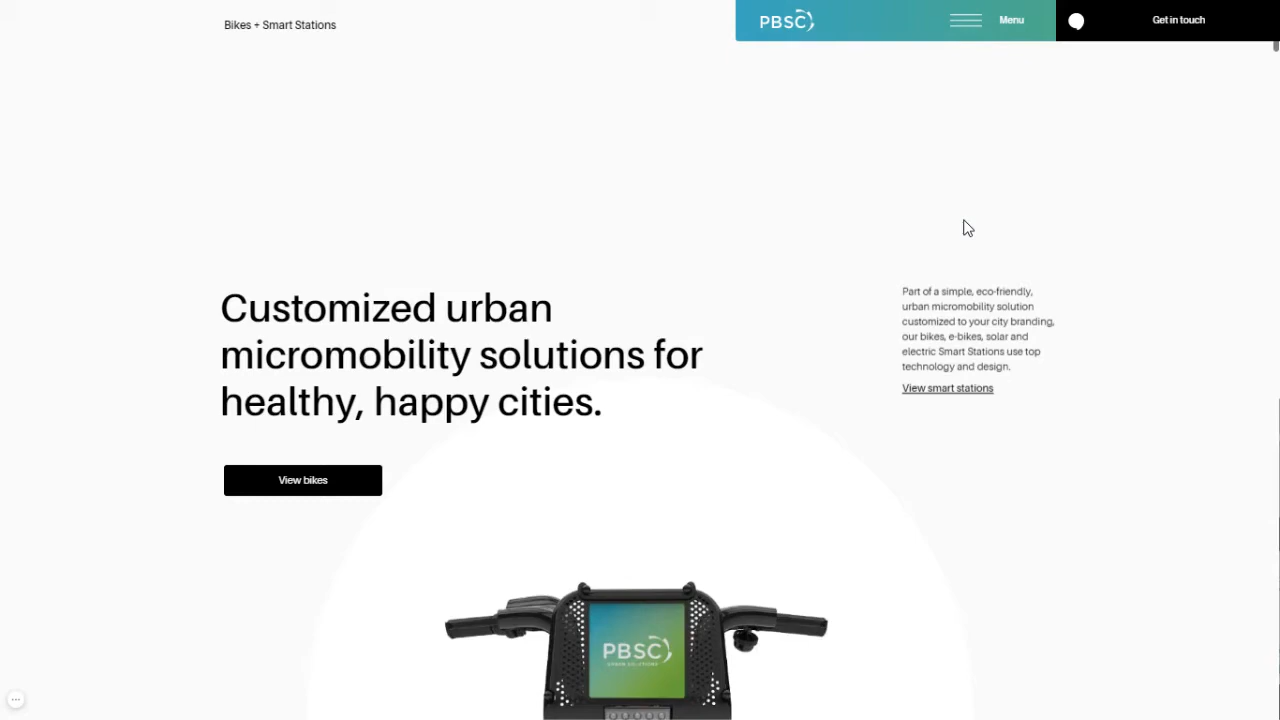 Bikes + Smart Stations
PBSC
Menu
Get in touch
Customized urban
micromobility solutions for
healthy, happy cities.
Part of a simple, eco-friendly,
urban micromobility solution
customized to your city branding,
our bikes, e-bikes, solar and
electric Smart Stations use top
technology and design.
View smart stations
View bikes
PBSC
URBAN SOLUTIONS